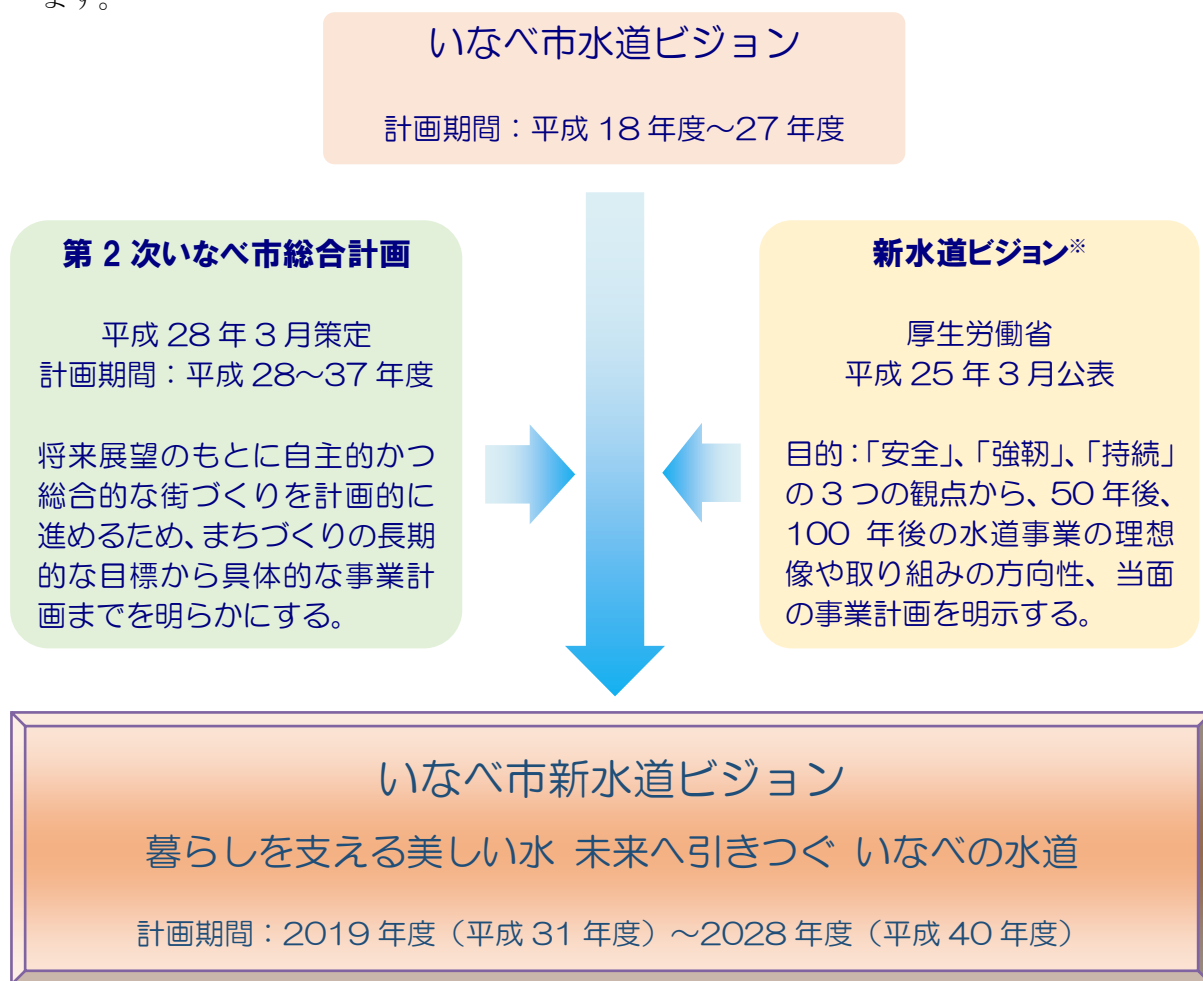 ます。
いなべ市水道ビジョン
計画期間：平成 18 年度～27 年度
第 2 次いなべ市総合計画
平成 28 年 3 月策定
計画期間：平成 28～37 年度
将来展望のもとに自主的かつ
総合的な街づくりを計画的に
進めるため、まちづくりの長期
的な目標から具体的な事業計
画までを明らかにする。
新水道ビジョン※
厚生労働省
平成 25 年 3 月公表
目的：「安全」、「強靭」、「持続」
の 3 つの観点から、50 年後、
100 年後の水道事業の理想
像や取り組みの方向性、当面
の事業計画を明示する。
いなべ市新水道ビジョン
暮らしを支える美しい水 未来へ引きつぐ いなべの水道
計画期間：2019 年度（平成 31 年度）～2028 年度（平成 40 年度）